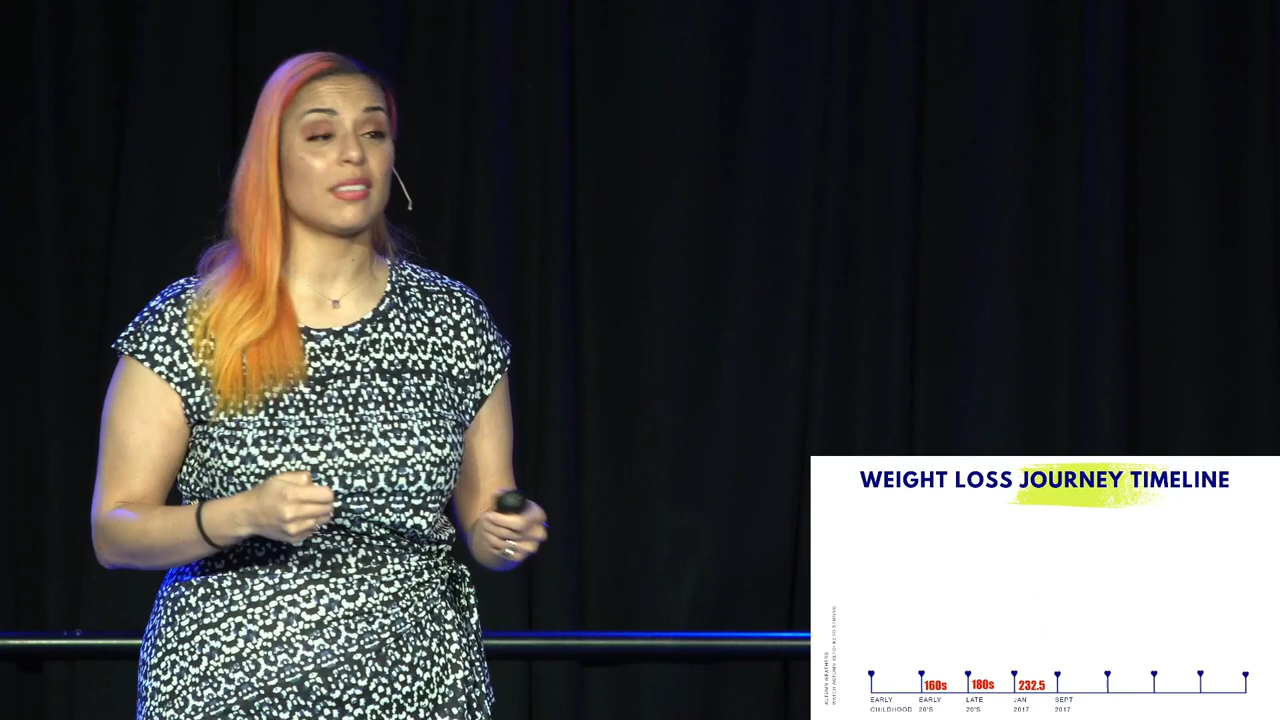 WEIGHT LOSS JOURNEY TIMELINE
160s
180s
232.5
EARLY
CHILDHOOD
EARLY
20'S
LATE
20'S
JAN
2017
SEPT
2017